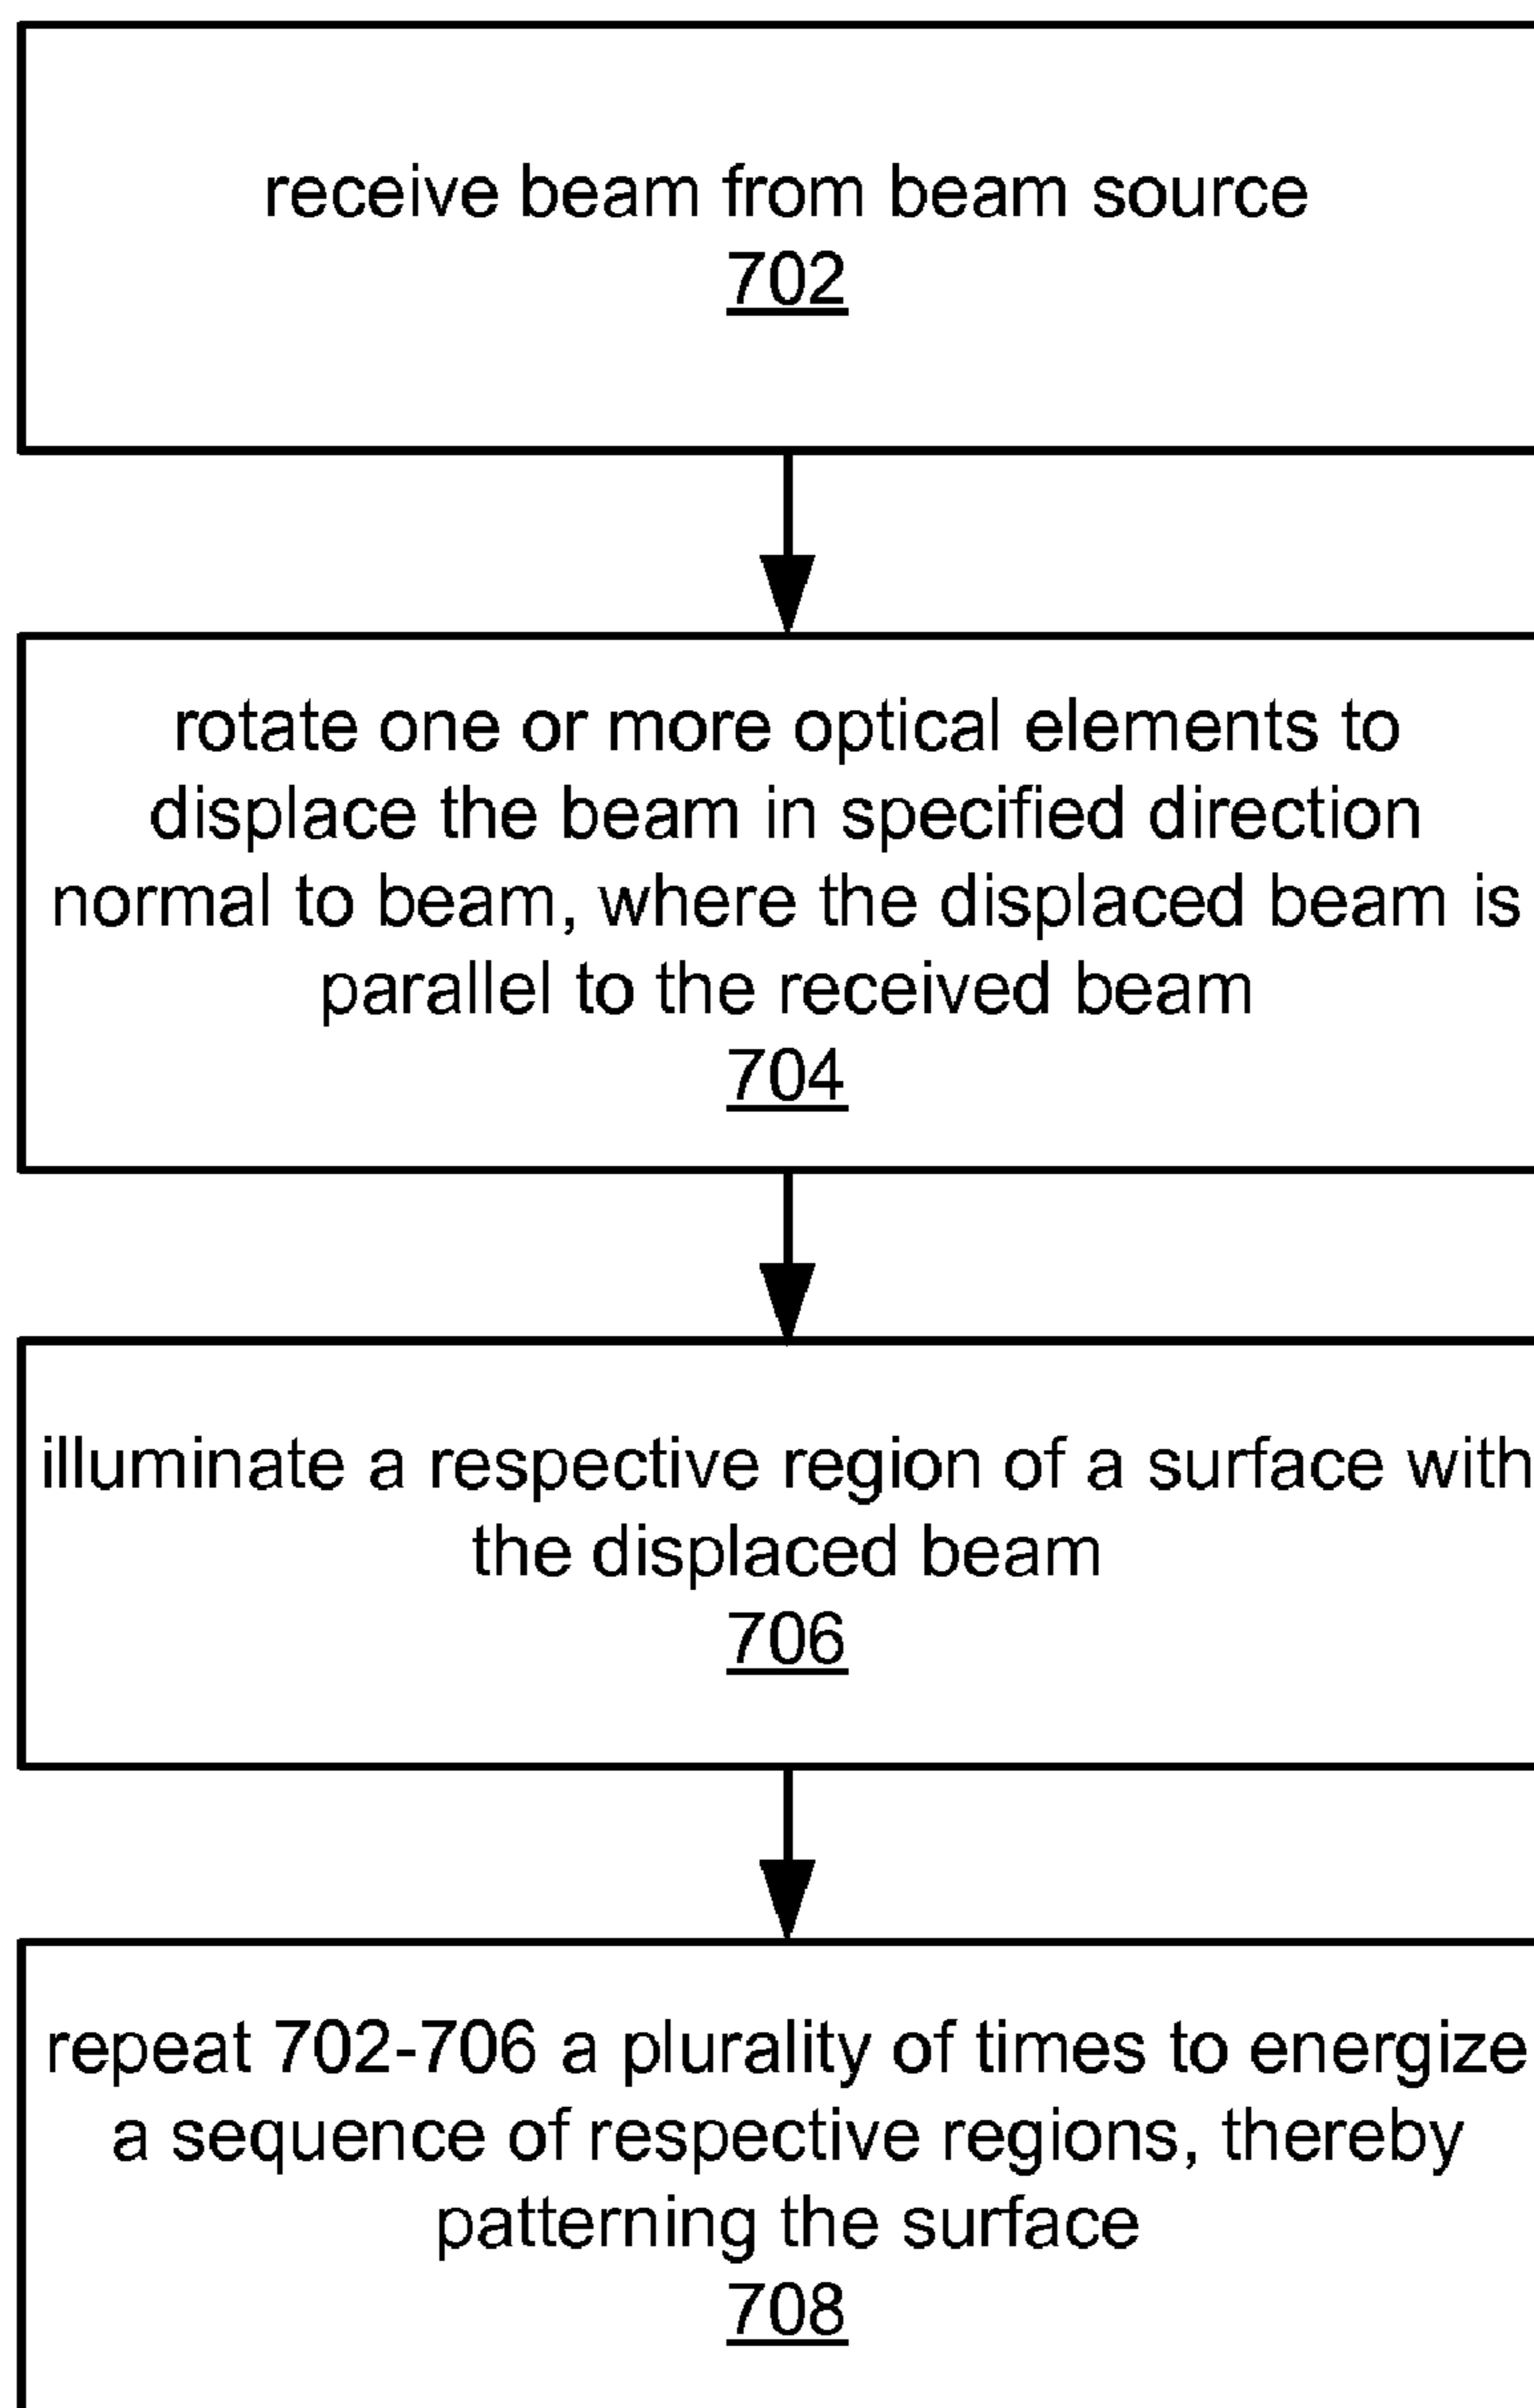 receive beam from beam source
702
rotate one or more optical elements to
displace the beam in specified direction
normal to beam, where the displaced beam is
parallel to the received beam
704
illuminate a respective region of a surface with
the displaced beam
706
repeat 702-706 a plurality of times to energize
a sequence of respective regions, thereby
patterning the surface
708